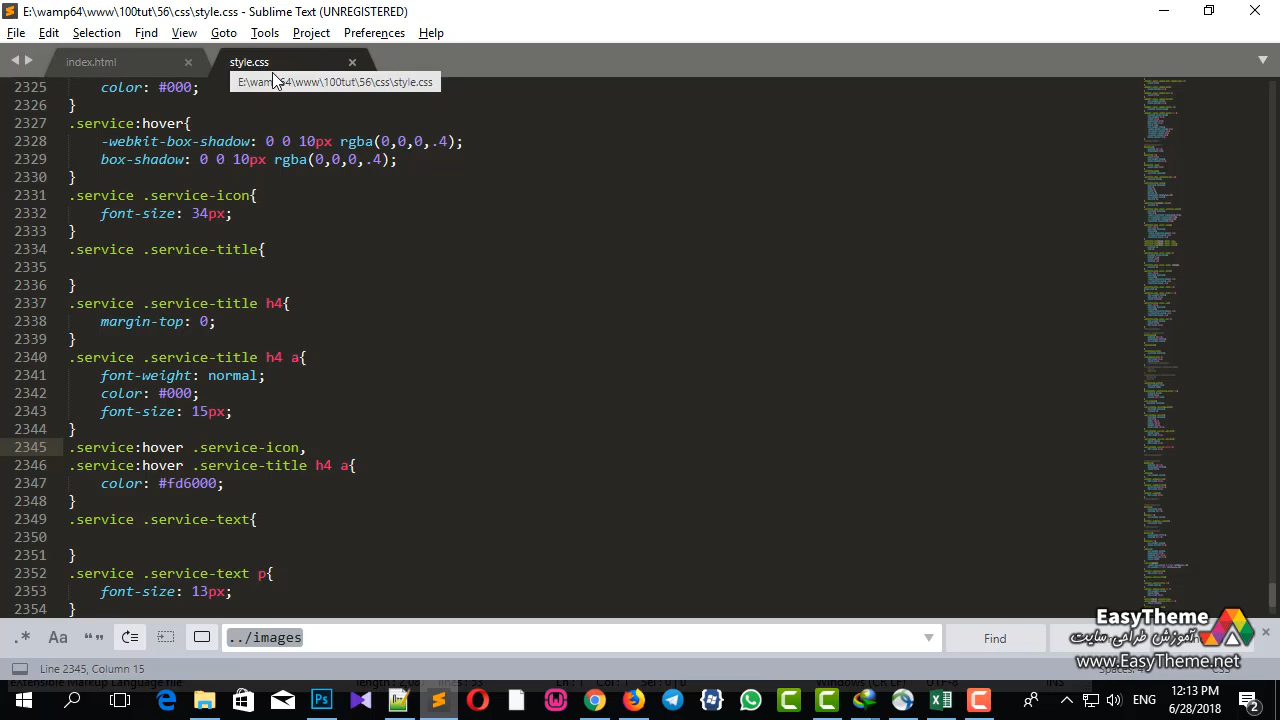 E:\wamp64\www\100tut\56\css\style.css - Sublime Text (UNREGISTERED)
File Edit Selection Find View Goto Tools Project Preferences Help
index.html × style.css ×
E:\wamp64\www\100tut\56\css\style.css
2325 color: #000;
2326 }
2327 .service:hover{
2328 -webkit-box-shadow: 0 0 10px rgba(0,0,0,.4);
2329 box-shadow: 0 0 10px rgba(0,0,0,.4);
2330 }
2331 .service .service-icon{
2332 font-size: 34px;
2333 }
2334 .service .service-title{
2335
2336 }
2337 .service .service-title h4{
2338 margin-top: 0;
2339 }
2340 .service .service-title h4 a{
2341 font-weight: normal;
2342 color: #000;
2343 font-size: 15px;
2344 }
2345 .service:hover .service-icon,
2346 .service:hover .service-title h4 a{
2347 color: #fd6000;
2348 }
2349 .service .service-text{
2350
2351 }
2352 .service .service-text p{
2353 font-size: 13px;
2354 }
EasyTheme
آموزش طراحی سایت
www.EasyTheme.net
.* Aa “” ../images Find
Line 2345, Column 15
ENG 12:13 PM
6/28/2018
2